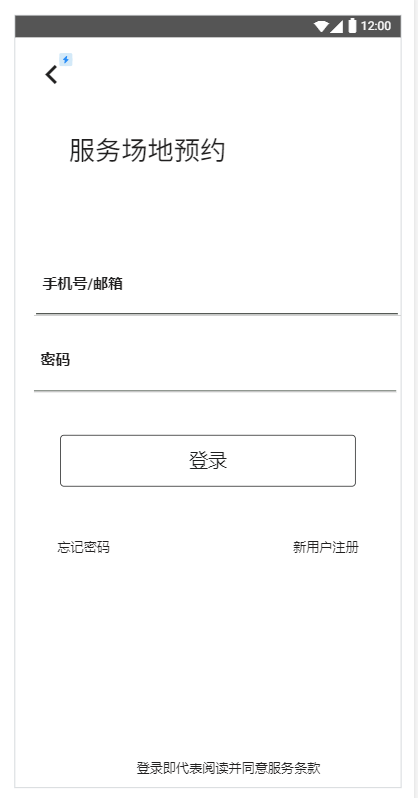 12:00
服务场地预约
手机号/邮箱
密码
登录
忘记密码 新用户注册
登录即代表阅读并同意服务条款